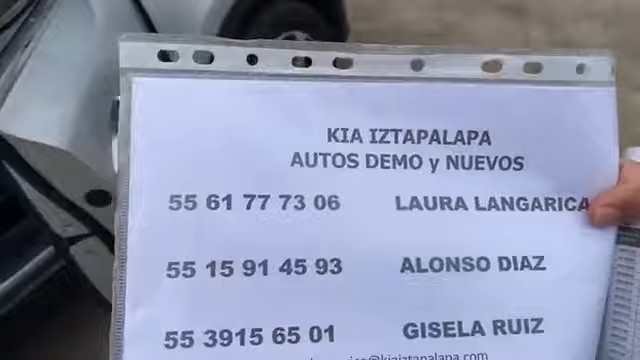 KIA IZTAPALAPA
AUTOS DEMO y NUEVOS
55 61 77 73 06 LAURA LANGARICA
55 15 91 45 93 ALONSO DIAZ
55 3915 65 01 GISELA RUIZ
@kiaiztapalapa.com